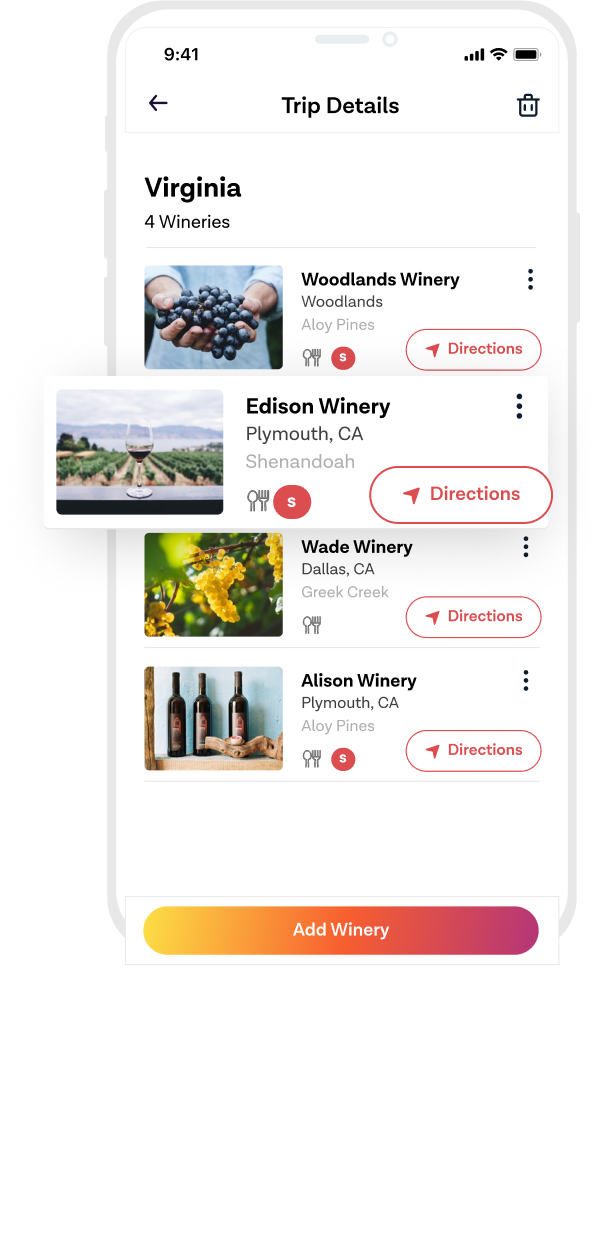 9:41
Trip Details
Virginia
4 Wineries
Woodlands Winery
Woodlands
Aloy Pines
S
Directions
Edison Winery
Plymouth, CA
Shenandoah
S
Directions
Wade Winery
Dallas, CA
Greek Creek
Directions
Alison Winery
Plymouth, CA
Aloy Pines
S
Directions
Add Winery